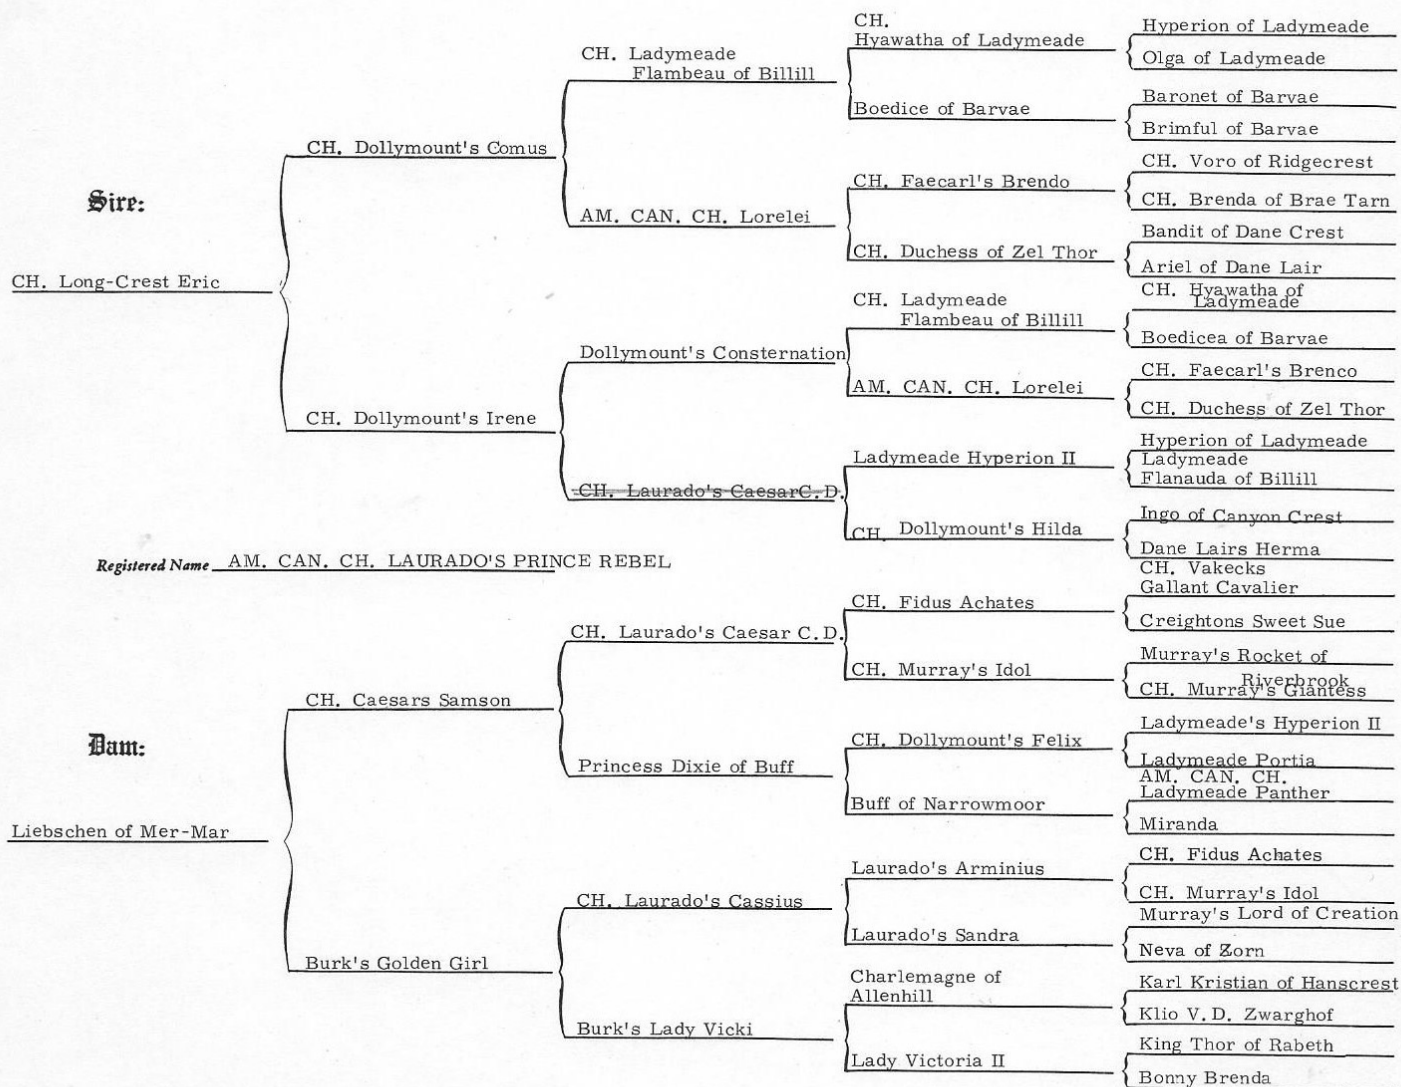 Sire:
CH. Long-Crest Eric
CH. Dollymount's Comus
CH. Dollymount's Irene
CH. Ladymeade
Flambeau of Billill
AM. CAN. CH. Lorelei
Dollymount's Consternation
CH. Laurado's CaesarC.D.
CH.
Hyawatha of Ladymeade
Boedice of Barvae
CH. Faecarl's Brendo
CH. Duchess of Zel Thor
CH. Ladymeade
Flambeau of Billill
AM. CAN. CH. Lorelei
Ladymeade Hyperion II
CH. Dollymount's Hilda
Hyperion of Ladymeade
Olga of Ladymeade
Baronet of Barvae
Brimful of Barvae
CH. Voro of Ridgecrest
CH. Brenda of Brae Tarn
Bandit of Dane Crest
Ariel of Dane Lair
CH. Hyawatha of
Ladymeade
Boedicea of Barvae
CH. Faecarl's Brenco
CH. Duchess of Zel Thor
Hyperion of Ladymeade
Ladymeade
Flanauda of Billill
Ingo of Canyon Crest
Dane Lairs Herma
Registered Name AM. CAN. CH. LAURADO'S PRINCE REBEL
Dam:
Liebschen of Mer-Mar
CH. Caesars Samson
Burk's Golden Girl
CH. Laurado's Caesar C.D.
Princess Dixie of Buff
CH. Laurado's Cassius
Burk's Lady Vicki
CH. Fidus Achates
CH. Murray's Idol
CH. Dollymount's Felix
Buff of Narrowmoor
Laurado's Arminius
Laurado's Sandra
Charlemagne of
Allenhill
Lady Victoria II
CH. Vakecks
Gallant Cavalier
Creightons Sweet Sue
Murray's Rocket of
Riverbrook
CH. Murray's Giantess
Ladymeade's Hyperion II
Ladymeade Portia
AM. CAN. CH.
Ladymeade Panther
Miranda
CH. Fidus Achates
CH. Murray's Idol
Murray's Lord of Creation
Neva of Zorn
Karl Kristian of Hanscrest
Klio V.D. Zwarghof
King Thor of Rabeth
Bonny Brenda